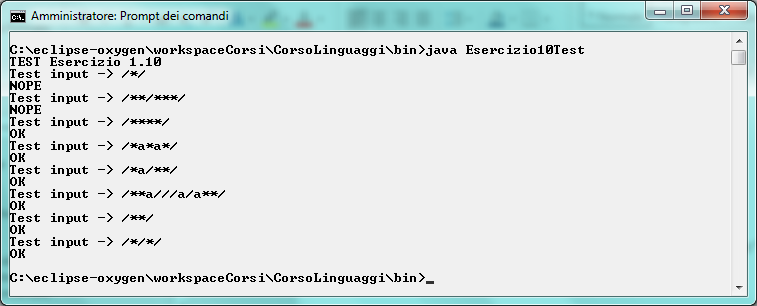 Amministratore: Prompt dei comandi
C:\eclipse-oxygen\workspaceCorsi\CorsoLinguaggi\bin>java Esercizio10Test
TEST Esercizio 1.10
Test input -> /*/
NOPE
Test input -> /**/***/
NOPE
Test input -> /****/
OK
Test input -> /*a*a*/
OK
Test input -> /*a/**/
OK
Test input -> /**a///a/a**/
OK
Test input -> /**/
OK
Test input -> /*/*/
OK
C:\eclipse-oxygen\workspaceCorsi\CorsoLinguaggi\bin>_